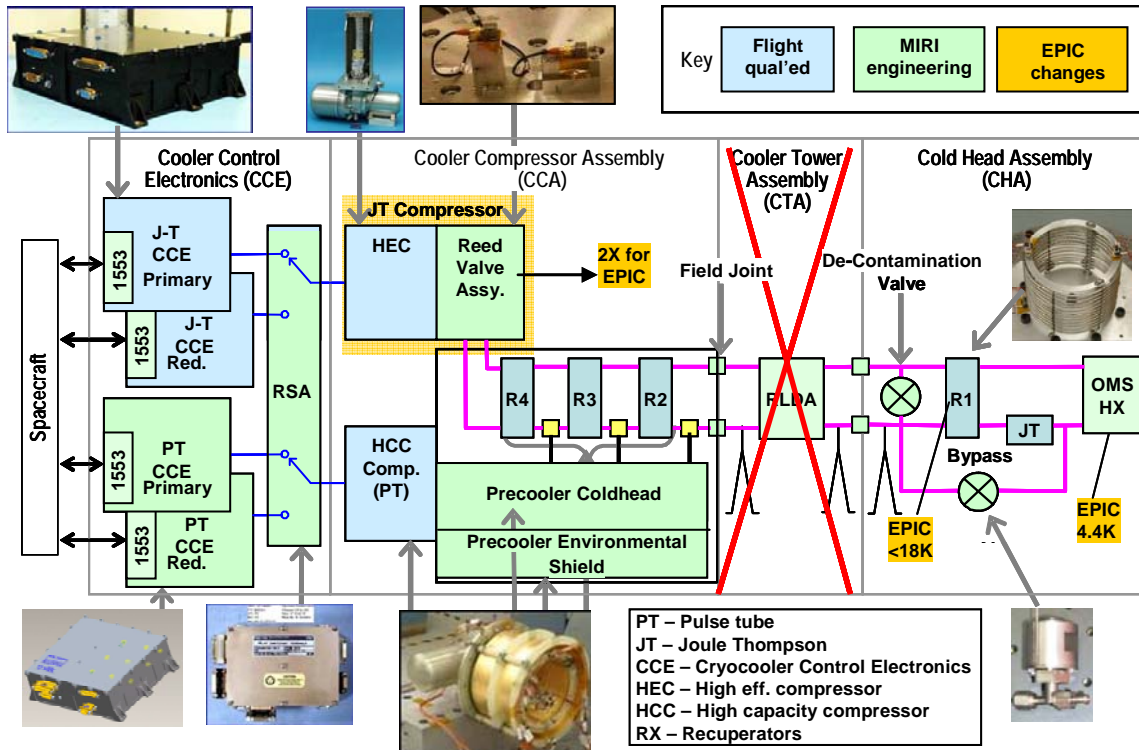 Key
Flight
qual'ed
MIRI
engineering
EPIC
changes
Cooler Control
Electronics (CCE)
Cooler Compressor Assembly
(CCA)
Cooler Tower
Assembly
(CTA)
Cold Head Assembly
(CHA)
JT Compressor
1553
J-T
CCE
Primary
HEC
Reed
Valve
Assy.
2X for
EPIC
Field Joint
De-Contamination
Valve
1553
J-T
CCE
Red.
RSA
Spacecraft
R4
R3
R2
RLDA
R1
JT
OMS
HX
1553
PT
CCE
Primary
HCC
Comp.
(PT)
Precooler Coldhead
Bypass
1553
PT
CCE
Red.
Precooler Environmental
Shield
EPIC
<18K
EPIC
4.4K
PT – Pulse tube
JT – Joule Thompson
CCE – Cryocooler Control Electronics
HEC – High eff. compressor
HCC – High capacity compressor
RX – Recuperators